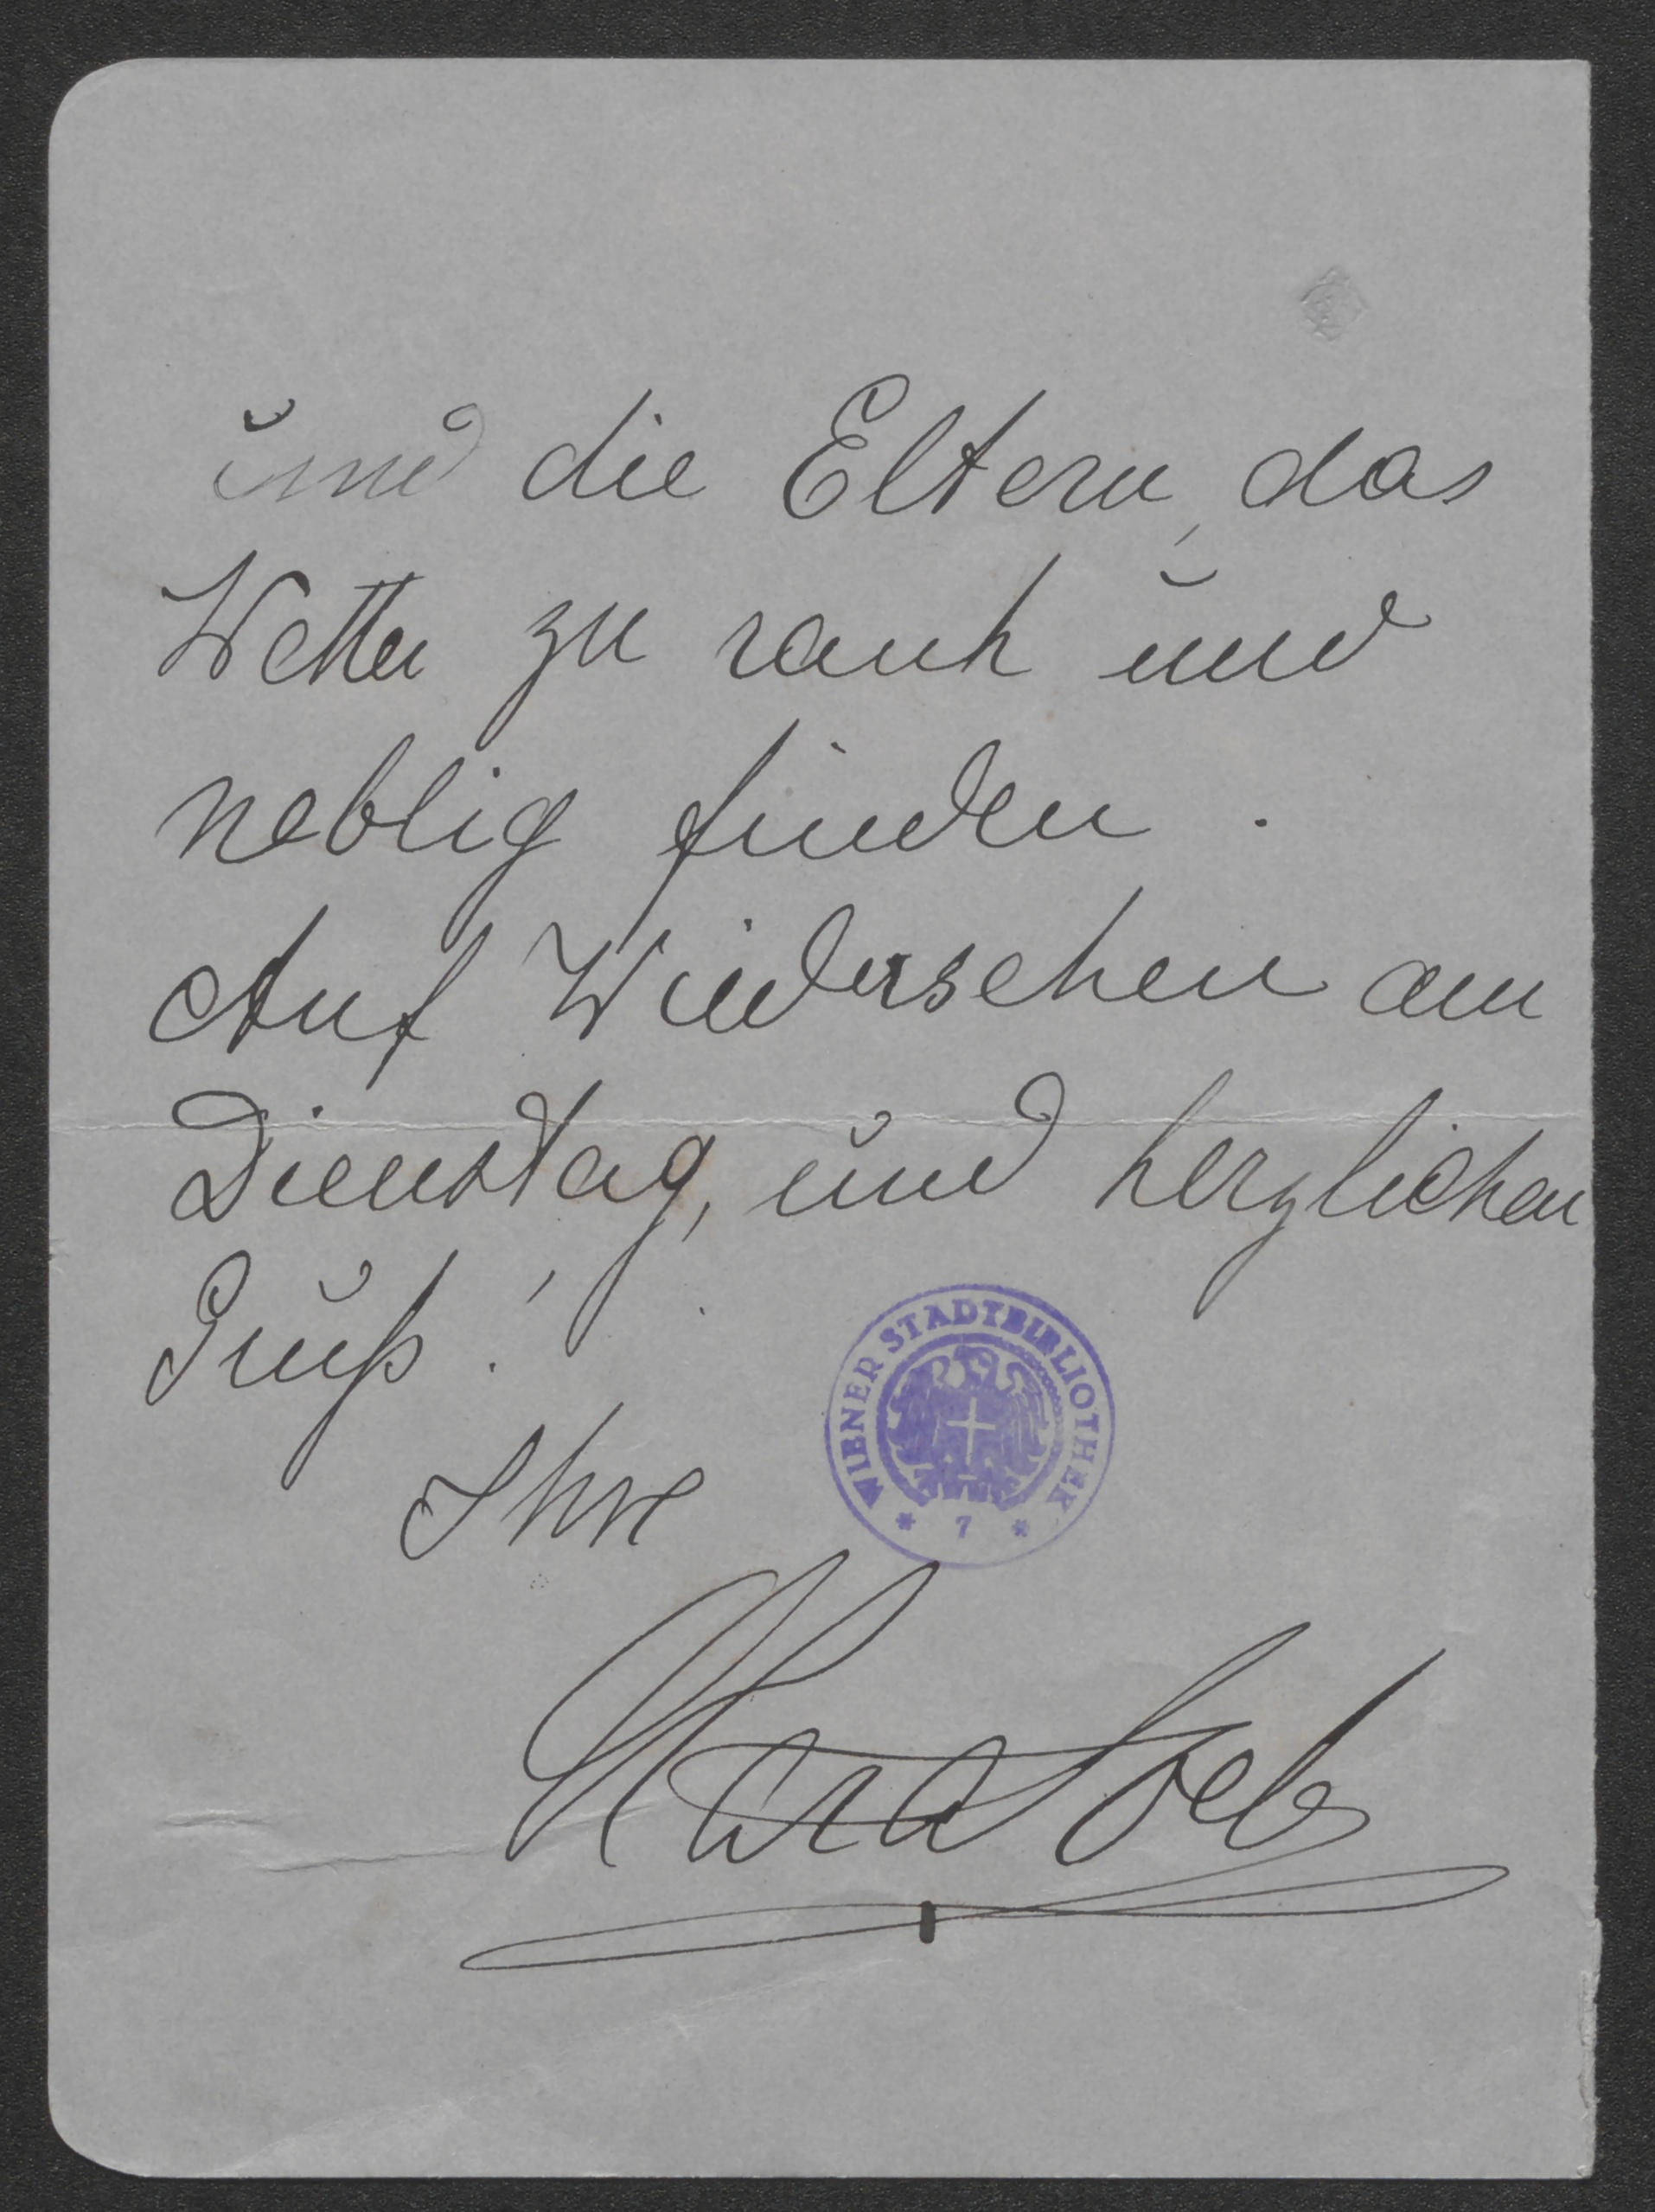 und die Eltern, das
Wetter zu rauh und
neblig finden.
Auf Wiedersehen am
Dienstag, und herzlichen
Gruß!
Ihre
WIENER STADTBIBLIOTHEK
* 7 *